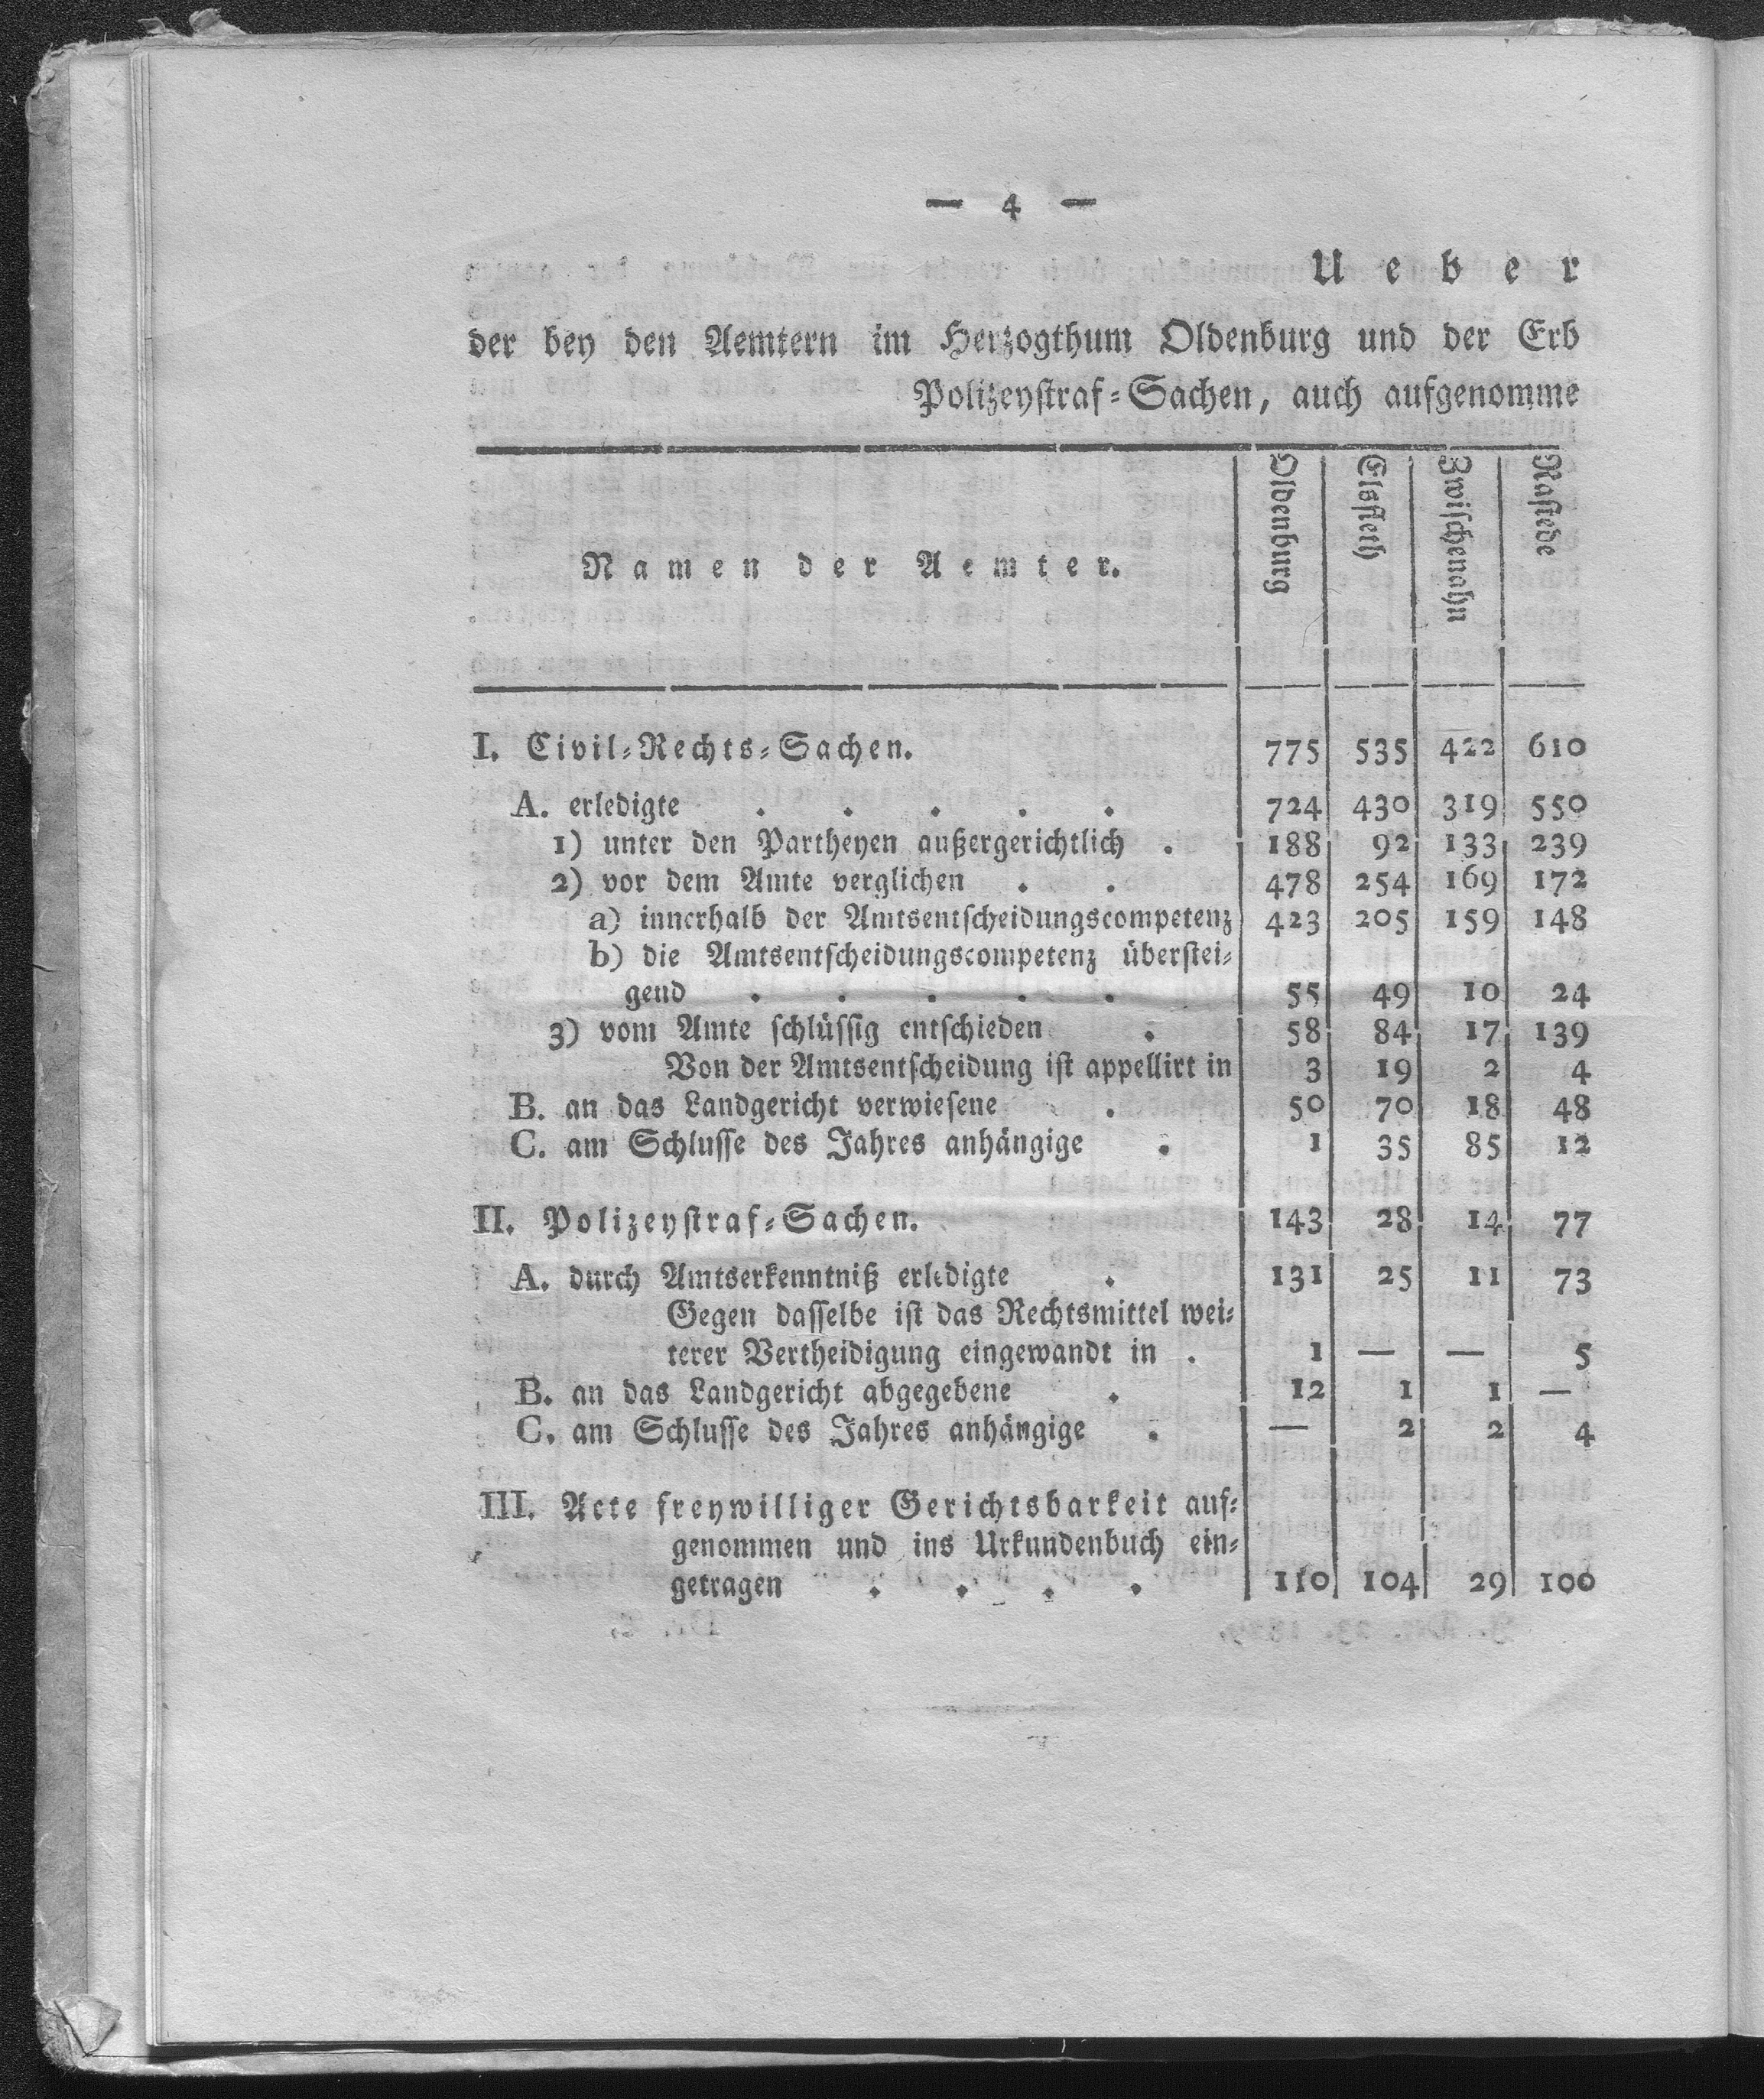 — 4 —
Ueber
der bey den Aemtern im Herzogthum Oldenburg und der Erb
Polizeystraf-Sachen, auch aufgenomme
Namen der Aemter. Oldenburg Elsfleth Zwischenahn Rastede
I. Civil-Rechts-Sachen. 775 535 422 610
A. erledigte . . . . . 724 430 319 550
1) unter den Partheyen außergerichtlich . 188 92 133 239
2) vor dem Amte verglichen . . 478 254 169 172
a) innerhalb der Amtsentscheidungscompetenz 423 205 159 148
b) die Amtsentscheidungscompetenz überstei-
gend . . . . . 55 49 10 24
3) vom Amte schlüssig entschieden . 58 84 17 139
Von der Amtsentscheidung ist appellirt in 3 19 2 4
B. an das Landgericht verwiesene . 50 70 18 48
C. am Schlusse des Jahres anhängige . 1 35 85 12
II. Polizeystraf-Sachen. 143 28 14 77
A. durch Amtserkenntniß erledigte . 131 25 11 73
Gegen dasselbe ist das Rechtsmittel wei-
terer Vertheidigung eingewandt in . 1 — — 5
B. an das Landgericht abgegebene . 12 1 1 —
C. am Schlusse des Jahres anhängige . — 2 2 4
III. Acte freywilliger Gerichtsbarkeit auf-
genommen und ins Urkundenbuch ein-
getragen . . . . 110 104 29 100